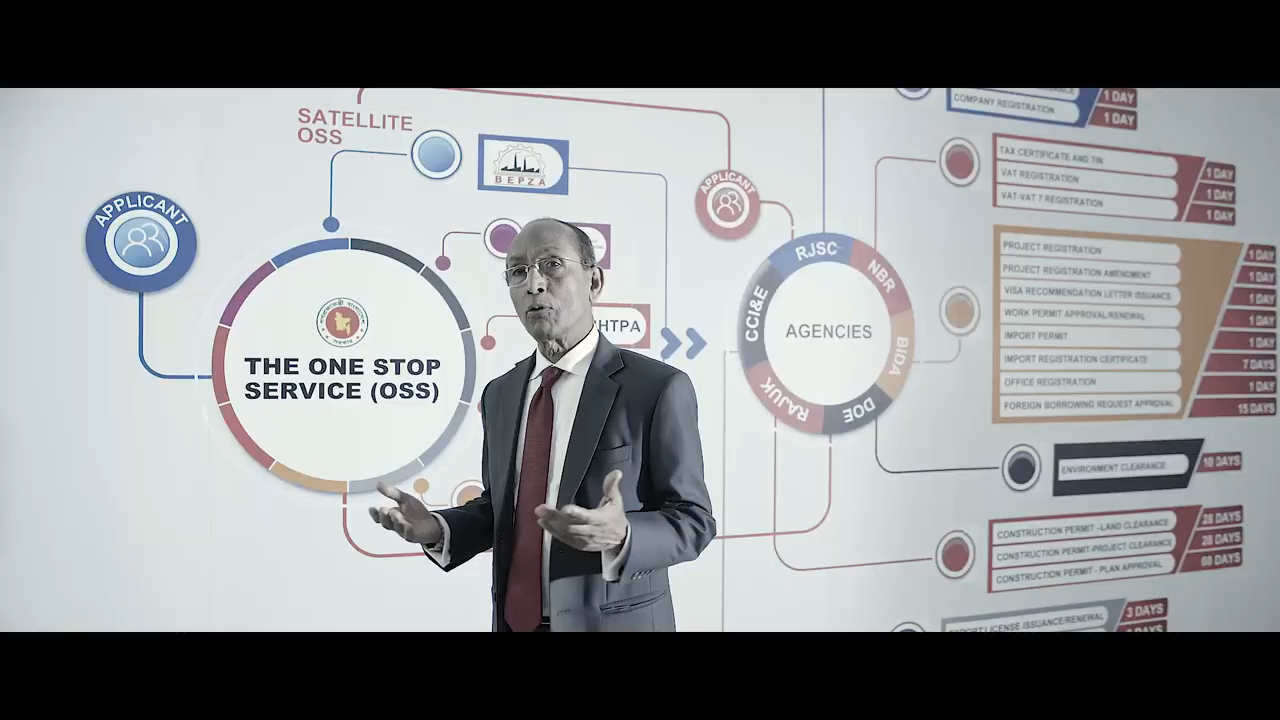 SATELLITE
OSS
APPLICANT
BEPZA
THE ONE STOP
SERVICE (OSS)
HTPA
APPLICANT
AGENCIES
RJSC
NBR
BIDA
DOE
RAJUK
CCI&E
COMPANY REGISTRATION
1 DAY
1 DAY
TAX CERTIFICATE AND TIN
1 DAY
VAT REGISTRATION
1 DAY
VAT-VAT 7 REGISTRATION
1 DAY
PROJECT REGISTRATION
1 DAY
PROJECT REGISTRATION AMENDMENT
1 DAY
VISA RECOMMENDATION LETTER ISSUANCE
1 DAY
WORK PERMIT APPROVAL/RENEWAL
1 DAY
IMPORT PERMIT
1 DAY
IMPORT REGISTRATION CERTIFICATE
7 DAYS
OFFICE REGISTRATION
1 DAY
FOREIGN BORROWING REQUEST APPROVAL
15 DAYS
ENVIRONMENT CLEARANCE
10 DAYS
CONSTRUCTION PERMIT -LAND CLEARANCE
28 DAYS
CONSTRUCTION PERMIT-PROJECT CLEARANCE
28 DAYS
CONSTRUCTION PERMIT - PLAN APPROVAL
60 DAYS
EXPORT LICENSE ISSUANCE/RENEWAL
3 DAYS